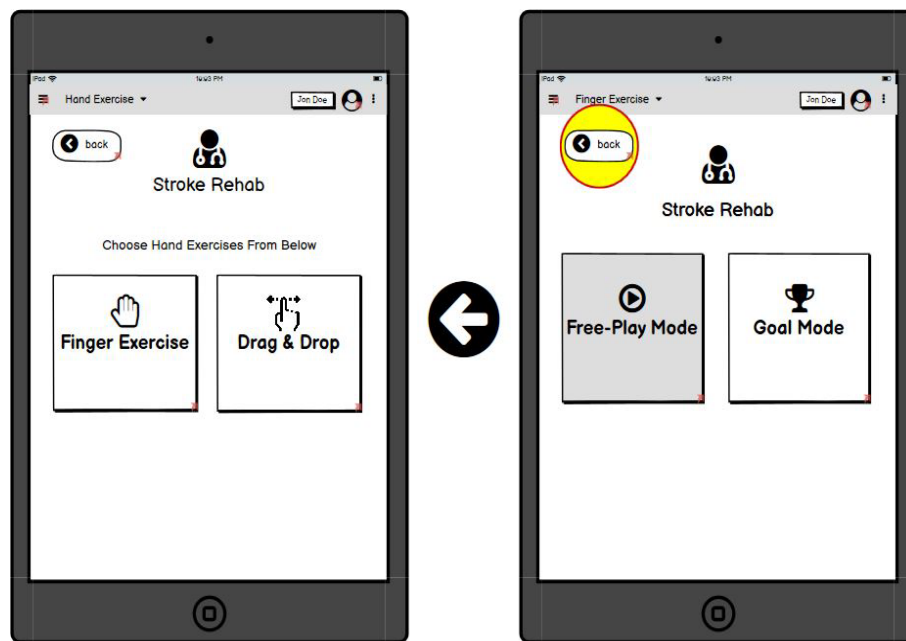 iPad
Hand Exercise
Jon Doe
back
Stroke Rehab
Choose Hand Exercises From Below
Finger Exercise
Drag & Drop
iPad
Finger Exercise
Jon Doe
back
Stroke Rehab
Free-Play Mode
Goal Mode